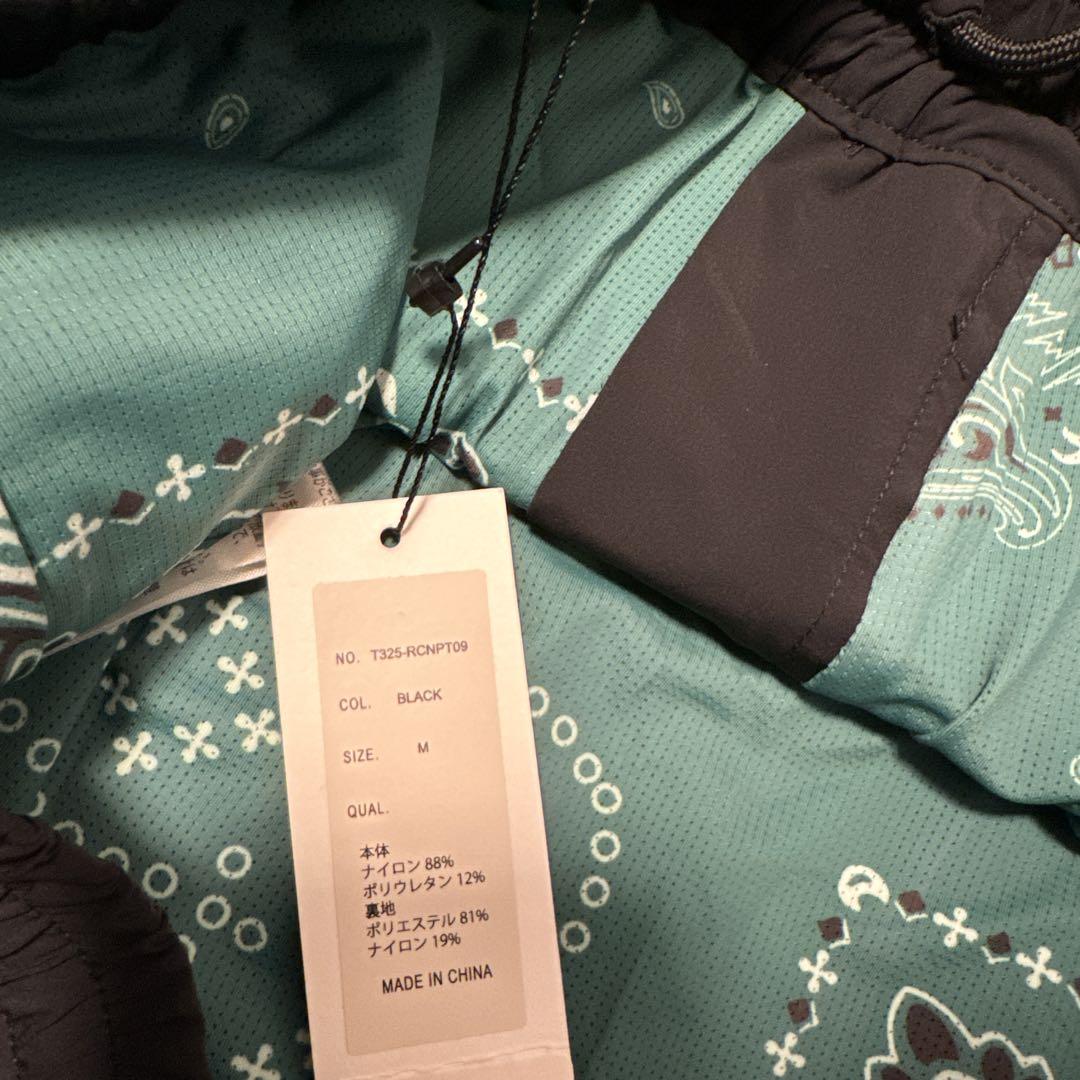 NO. T325-RCNPT09
COL. BLACK
SIZE. M
QUAL.
本体
ナイロン 88%
ポリウレタン 12%
裏地
ポリエステル 81%
ナイロン 19%
MADE IN CHINA